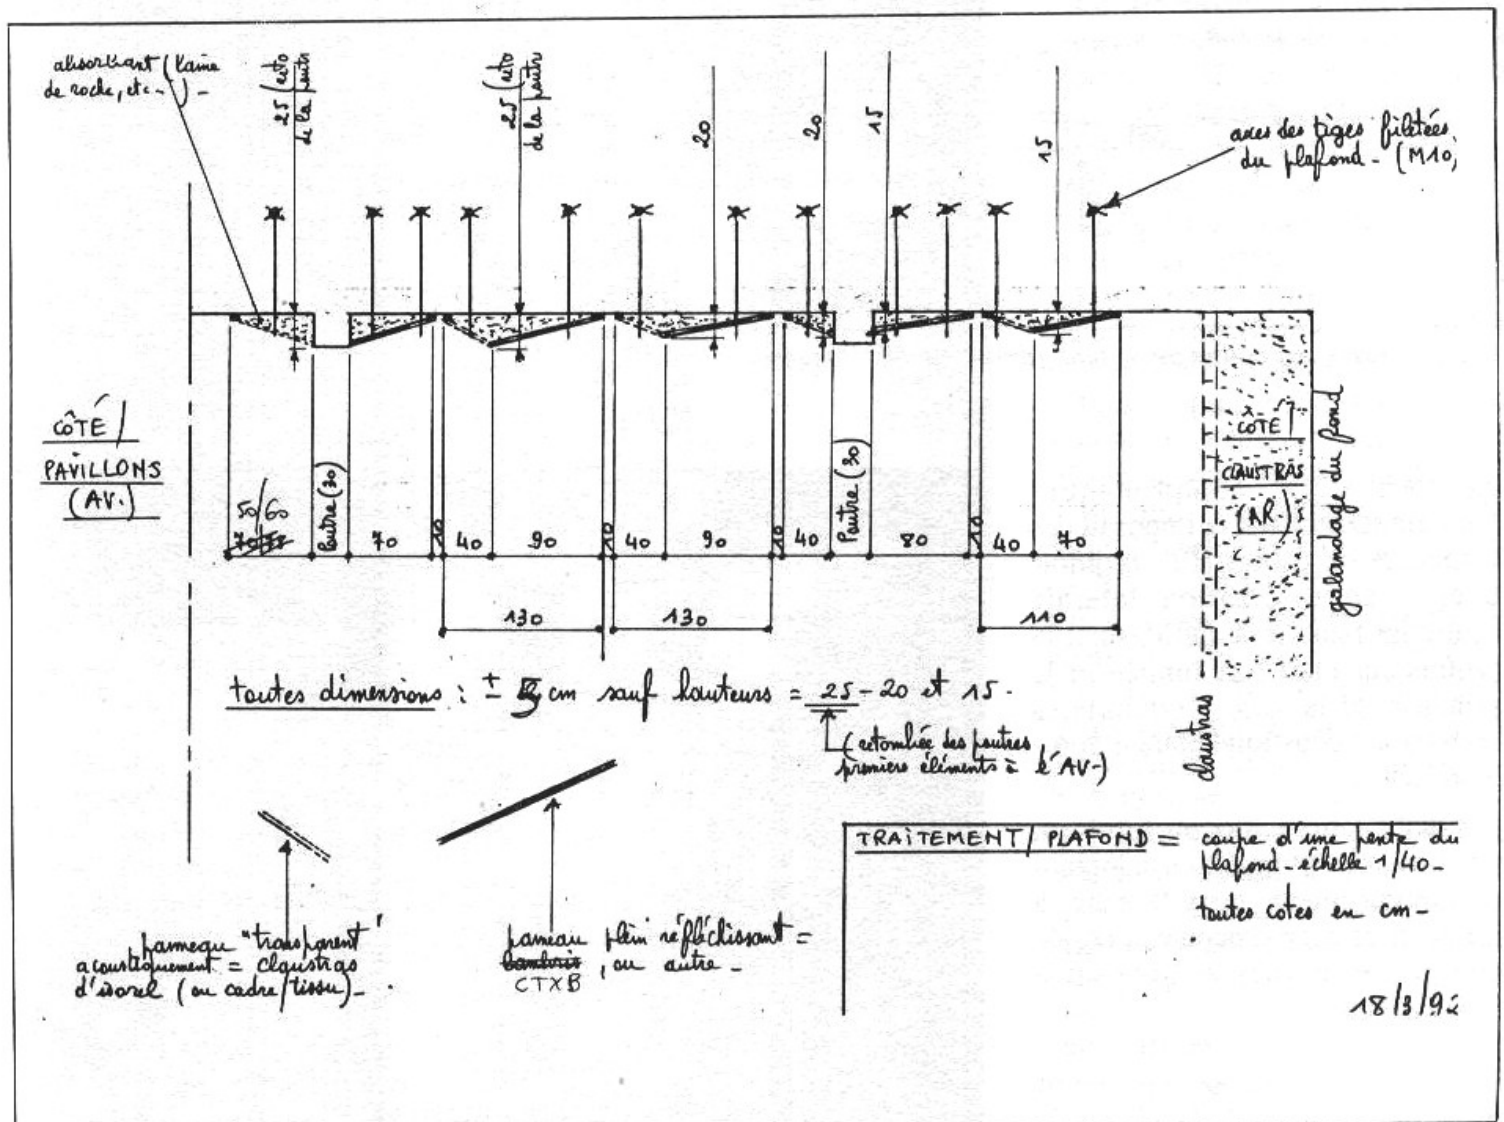 absorbant (laine
de roche, etc-)-
25 (reto
de la poutr
25 (reto
de la poutr
20
20
15
15
axes des tiges filetées
du plafond - (M10)
CÔTÉ/
PAVILLONS
(AV.)
50/60
Poutre (30)
70
10
40
90
10
40
90
10
40
Poutre (30)
80
10
40
70
130
130
110
CÔTÉ/
CLAUSTRAS
(AR.)
galandage du fond
claustras
toutes dimensions : ± cm sauf hauteurs = 25 - 20 et 15 -
(retombée des poutres
premiers éléments à l'AV-)
panneau "transparent"
acoustiquement = claustras
d'isorel (ou cadre/tissu)-
panneau plein réfléchissant =
lambris, ou autre -
CTXB
TRAITEMENT/PLAFOND = coupe d'une pente du
plafond - échelle 1/40 -
toutes cotes en cm -
18/3/92